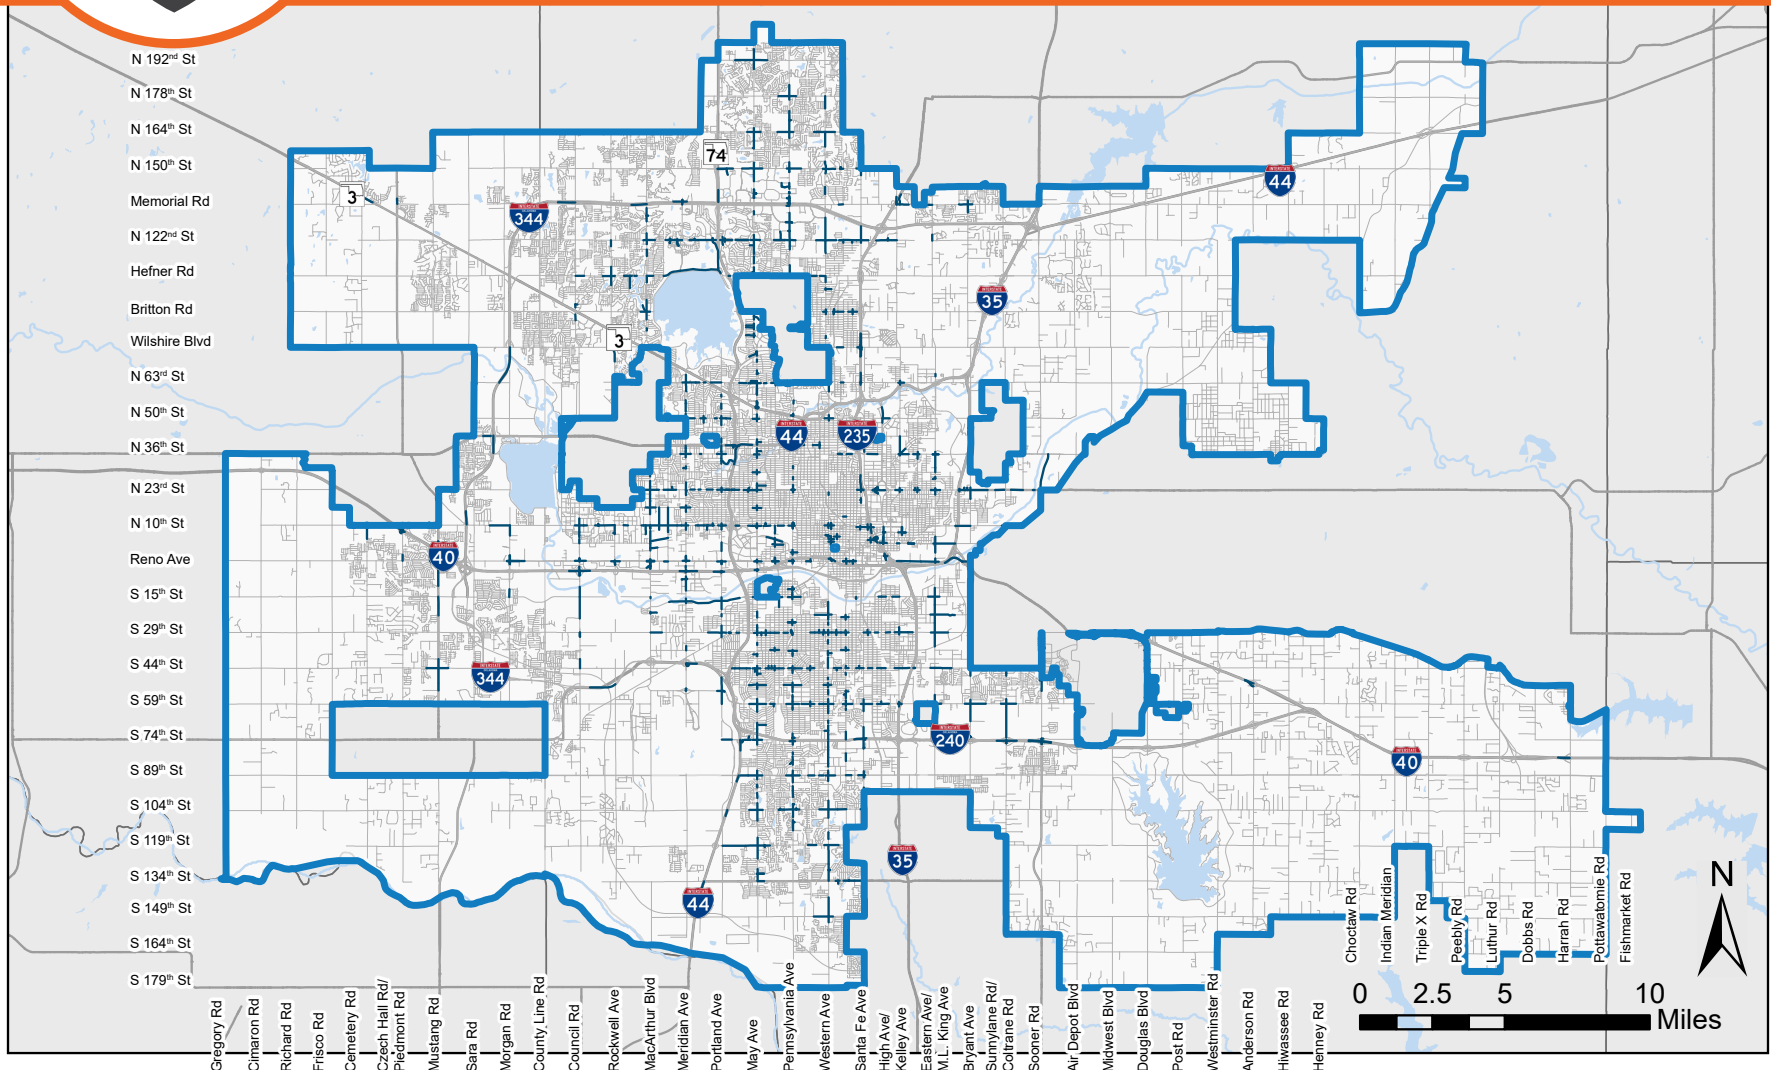 N 192nd St
N 178th St
N 164th St
74
N 150th St
44
3
Memorial Rd
344
N 122nd St
Hefner Rd
35
Britton Rd
3
Wilshire Blvd
N 63rd St
N 50th St
44
235
N 36th St
N 23rd St
N 10th St
Reno Ave
40
S 15th St
S 29th St
S 44th St
344
S 59th St
S 74th St
240
40
S 89th St
S 104th St
S 119th St
35
S 134th St
44
S 149th St
S 164th St
S 179th St
Choctaw Rd
Indian Meridian
Triple X Rd
Peebly Rd
Luthur Rd
Dobbs Rd
Harrah Rd
Pottawatomie Rd
Fishmarket Rd
N
0 2.5 5 10
Miles
Gregory Rd
Cimarron Rd
Richard Rd
Frisco Rd
Cemetery Rd
Czech Hall Rd/
Piedmont Rd
Mustang Rd
Sara Rd
Morgan Rd
County Line Rd
Council Rd
Rockwell Ave
MacArthur Blvd
Meridian Ave
Portland Ave
May Ave
Pennsylvania Ave
Western Ave
Santa Fe Ave
High Ave/
Kelley Ave
Eastern Ave/
M.L. King Ave
Bryant Ave
Sunnylane Rd/
Coltrane Rd
Sooner Rd
Air Depot Blvd
Midwest Blvd
Douglas Blvd
Post Rd
Westminster Rd
Anderson Rd
Hiwassee Rd
Henney Rd